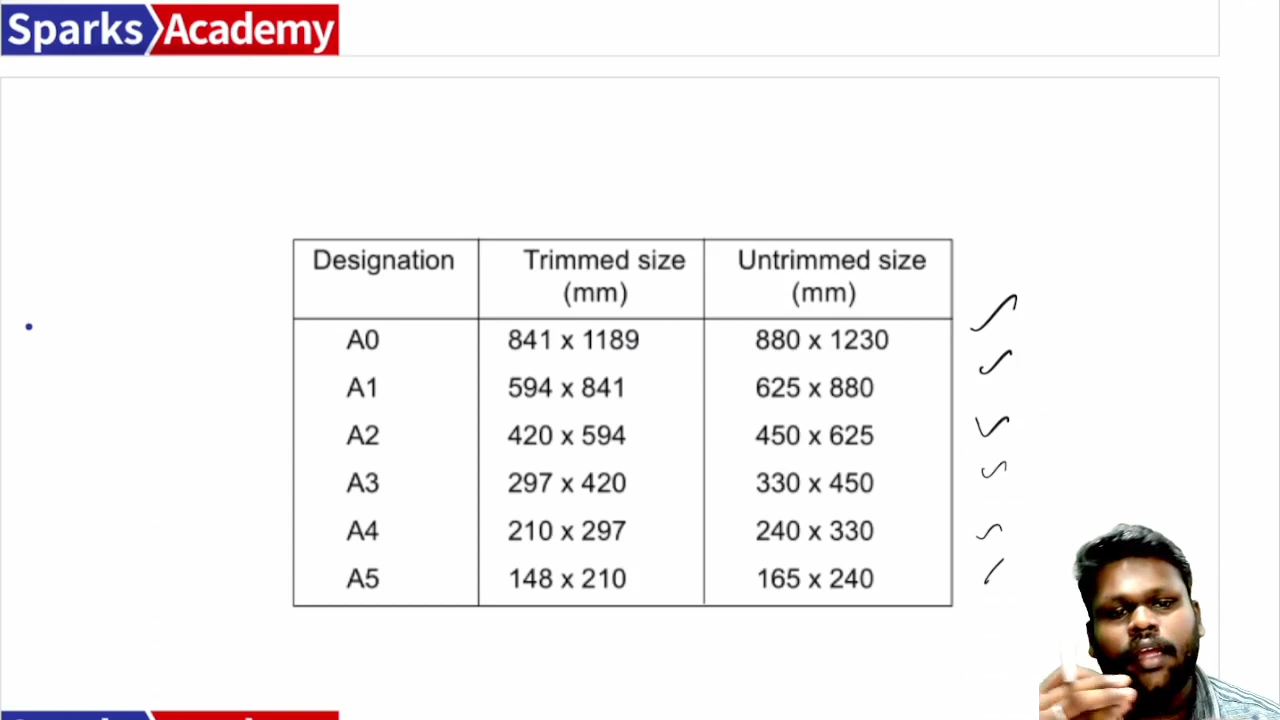 Sparks Academy
Designation Trimmed size (mm) Untrimmed size (mm)
A0 841 x 1189 880 x 1230
A1 594 x 841 625 x 880
A2 420 x 594 450 x 625
A3 297 x 420 330 x 450
A4 210 x 297 240 x 330
A5 148 x 210 165 x 240